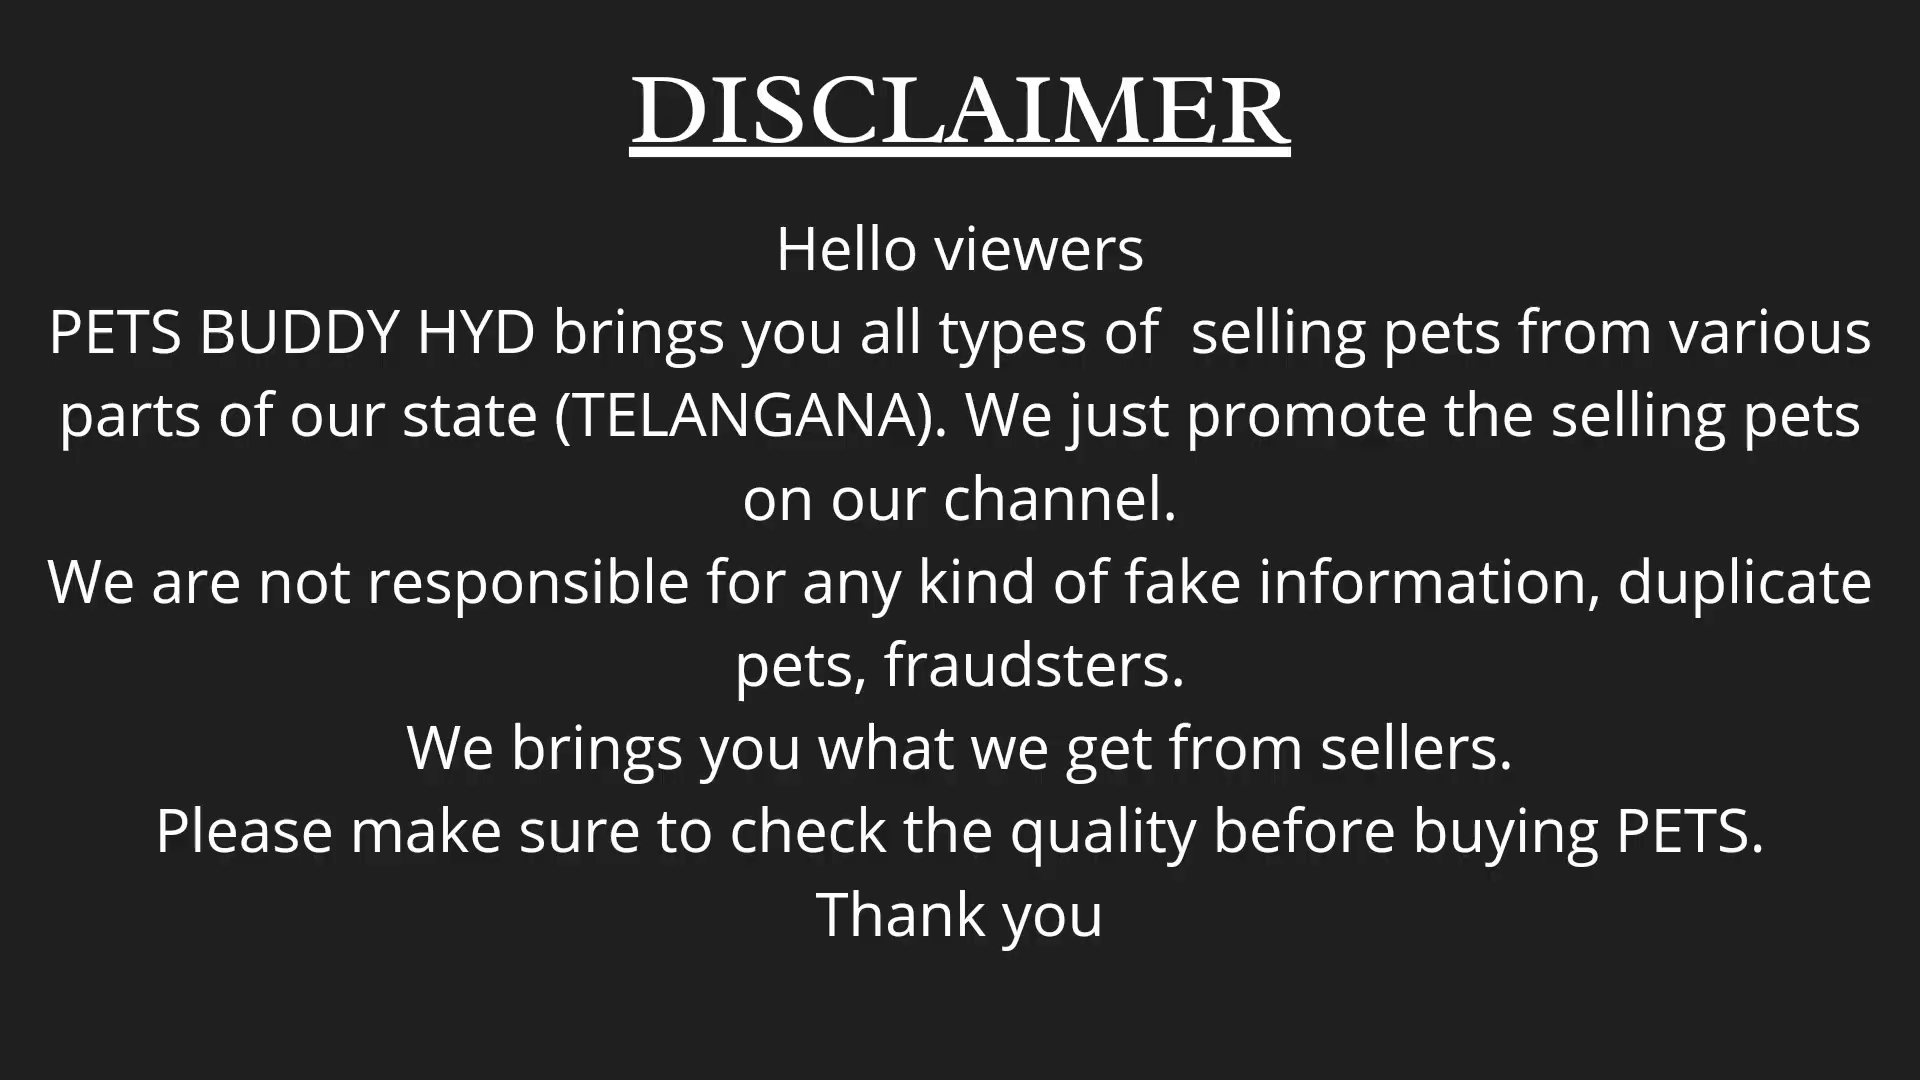 DISCLAIMER
Hello viewers
PETS BUDDY HYD brings you all types of  selling pets from various
parts of our state (TELANGANA). We just promote the selling pets
on our channel.
We are not responsible for any kind of fake information, duplicate
pets, fraudsters.
We brings you what we get from sellers.
Please make sure to check the quality before buying PETS.
Thank you